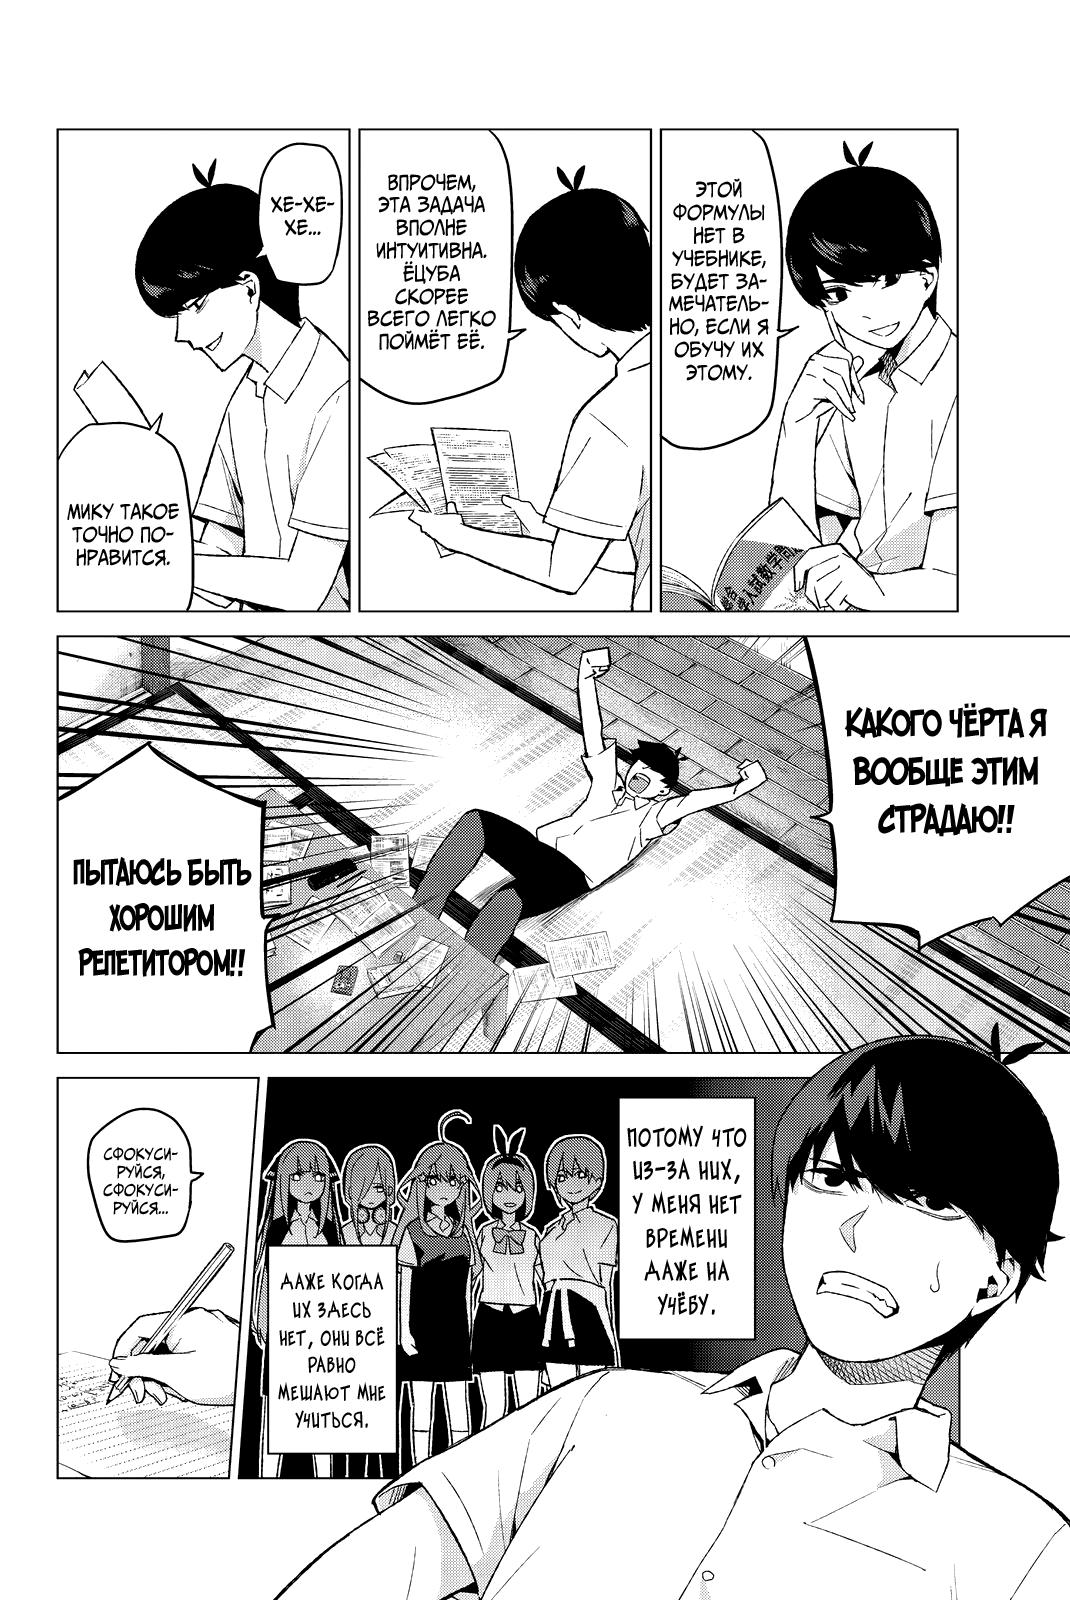 ЭТОЙ
ФОРМУЛЫ
НЕТ В
УЧЕБНИКЕ,
БУДЕТ ЗА-
МЕЧАТЕЛЬ-
НО, ЕСЛИ Я
ОБУЧУ ИХ
ЭТОМУ.
ВПРОЧЕМ,
ЭТА ЗАДАЧА
ВПОЛНЕ
ИНТУИТИВНА.
ЁЦУБА
СКОРЕЕ
ВСЕГО ЛЕГКО
ПОЙМЁТ ЕЁ.
ХЕ-ХЕ-
ХЕ...
МИКУ ТАКОЕ
ТОЧНО ПО-
НРАВИТСЯ.
КАКОГО ЧЁРТА Я
ВООБЩЕ ЭТИМ
СТРАДАЮ!!
ПЫТАЮСЬ БЫТЬ
ХОРОШИМ
РЕПЕТИТОРОМ!!
ПОТОМУ ЧТО
ИЗ-ЗА НИХ,
У МЕНЯ НЕТ
ВРЕМЕНИ
ДАЖЕ НА
УЧЁБУ.
ДАЖЕ КОГДА
ИХ ЗДЕСЬ
НЕТ, ОНИ ВСЁ
РАВНО
МЕШАЮТ МНЕ
УЧИТЬСЯ.
СФОКУСИ-
РУЙСЯ,
СФОКУСИ-
РУЙСЯ...